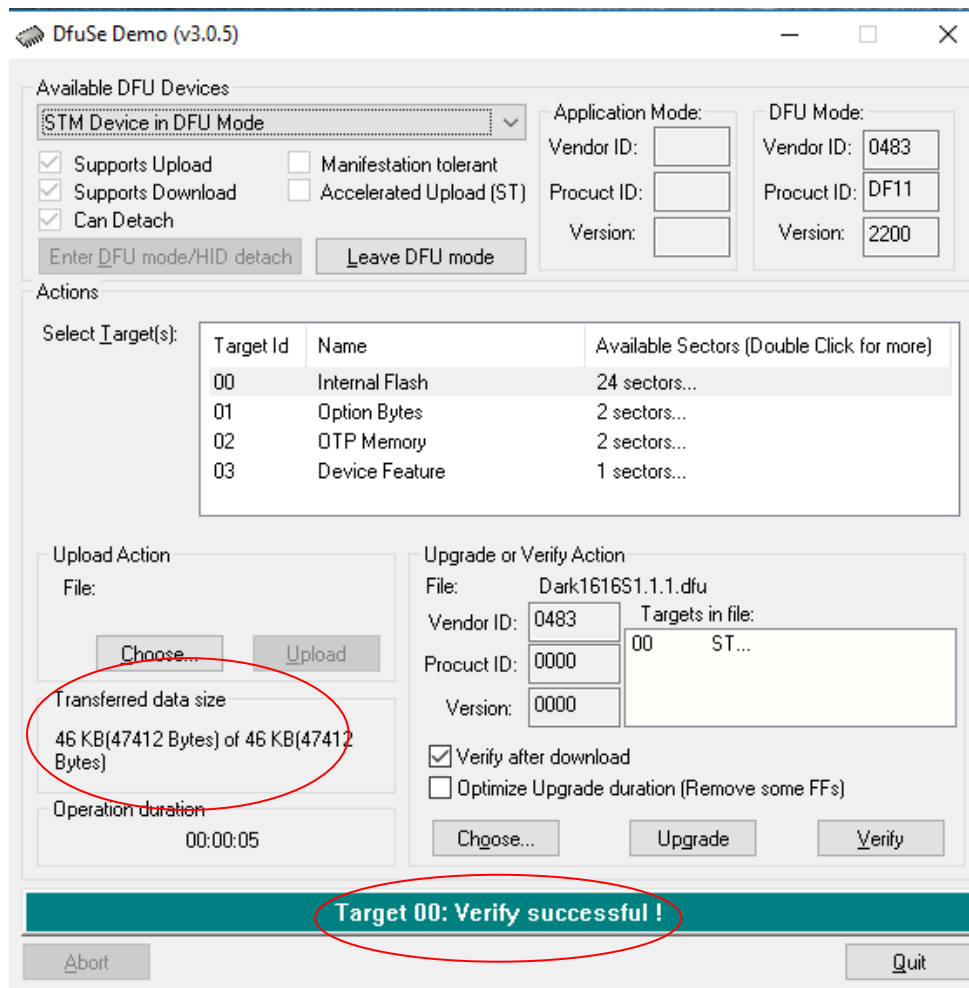 DfuSe Demo (v3.0.5)
Available DFU Devices
STM Device in DFU Mode
Supports Upload
Manifestation tolerant
Supports Download
Accelerated Upload (ST)
Can Detach
Enter DFU mode/HID detach
Leave DFU mode
Application Mode:
Vendor ID:
Procuct ID:
Version:
DFU Mode:
Vendor ID: 0483
Procuct ID: DF11
Version: 2200
Actions
Select Target(s):
Target Id Name Available Sectors (Double Click for more)
00 Internal Flash 24 sectors...
01 Option Bytes 2 sectors...
02 OTP Memory 2 sectors...
03 Device Feature 1 sectors...
Upload Action
File:
Choose...
Upload
Transferred data size
46 KB(47412 Bytes) of 46 KB(47412
Bytes)
Operation duration
00:00:05
Upgrade or Verify Action
File: Dark1616S1.1.1.dfu
Vendor ID: 0483
Procuct ID: 0000
Version: 0000
Targets in file:
00 ST...
Verify after download
Optimize Upgrade duration (Remove some FFs)
Choose...
Upgrade
Verify
Target 00: Verify successful !
Abort
Quit